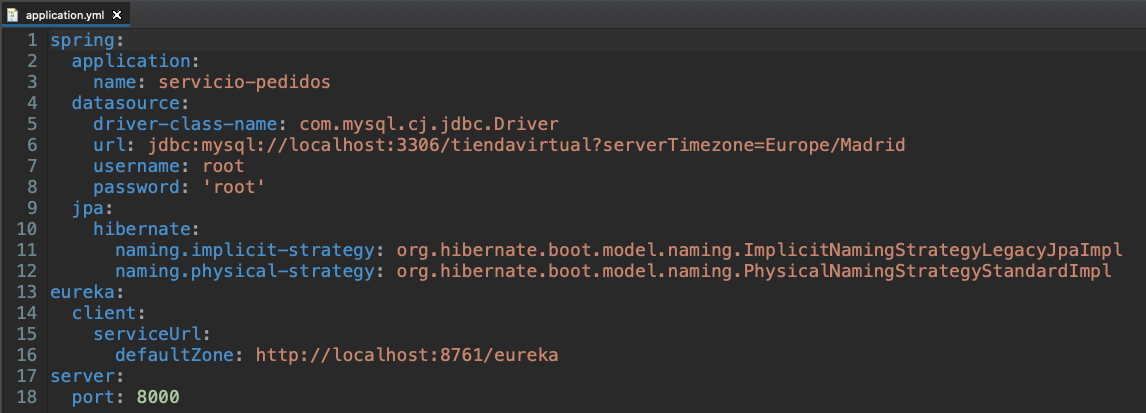 application.yml ×
1 spring:
2   application:
3     name: servicio-pedidos
4   datasource:
5     driver-class-name: com.mysql.cj.jdbc.Driver
6     url: jdbc:mysql://localhost:3306/tiendavirtual?serverTimezone=Europe/Madrid
7     username: root
8     password: 'root'
9   jpa:
10     hibernate:
11       naming.implicit-strategy: org.hibernate.boot.model.naming.ImplicitNamingStrategyLegacyJpaImpl
12       naming.physical-strategy: org.hibernate.boot.model.naming.PhysicalNamingStrategyStandardImpl
13 eureka:
14   client:
15     serviceUrl:
16       defaultZone: http://localhost:8761/eureka
17 server:
18   port: 8000